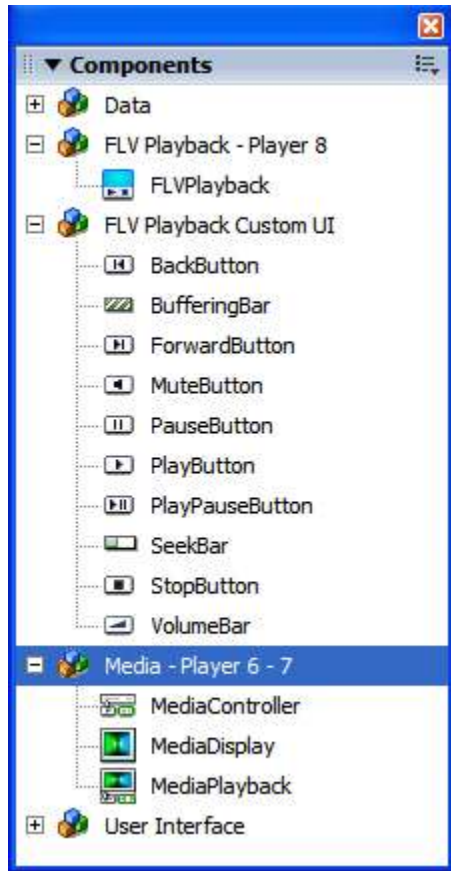 Components
Data
FLV Playback - Player 8
FLVPlayback
FLV Playback Custom UI
BackButton
BufferingBar
ForwardButton
MuteButton
PauseButton
PlayButton
PlayPauseButton
SeekBar
StopButton
VolumeBar
Media - Player 6 - 7
MediaController
MediaDisplay
MediaPlayback
User Interface